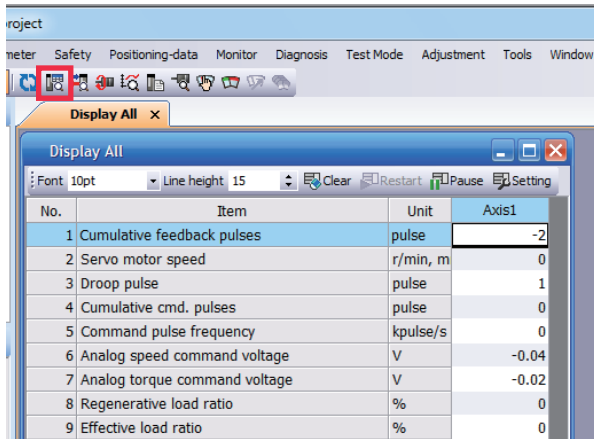 roject
meter Safety Positioning-data Monitor Diagnosis Test Mode Adjustment Tools Window
Display All ×
Display All
Font 10pt Line height 15 Clear Restart Pause Setting
No. Item Unit Axis1
1 Cumulative feedback pulses pulse -2
2 Servo motor speed r/min, m 0
3 Droop pulse pulse 1
4 Cumulative cmd. pulses pulse 0
5 Command pulse frequency kpulse/s 0
6 Analog speed command voltage V -0.04
7 Analog torque command voltage V -0.02
8 Regenerative load ratio % 0
9 Effective load ratio % 0